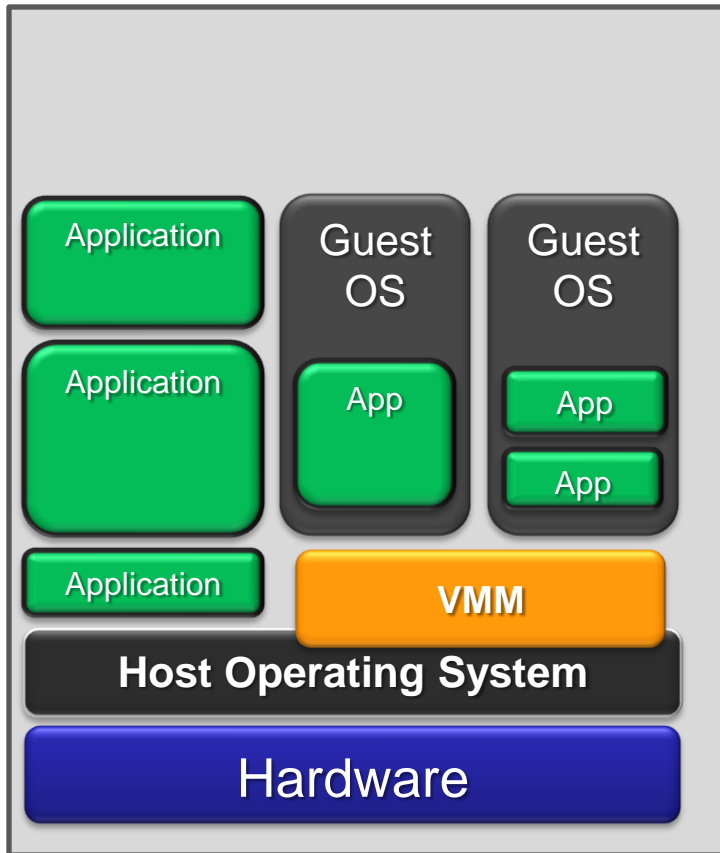 Application
Application
Application
Guest
OS
App
Guest
OS
App
App
VMM
Host Operating System
Hardware